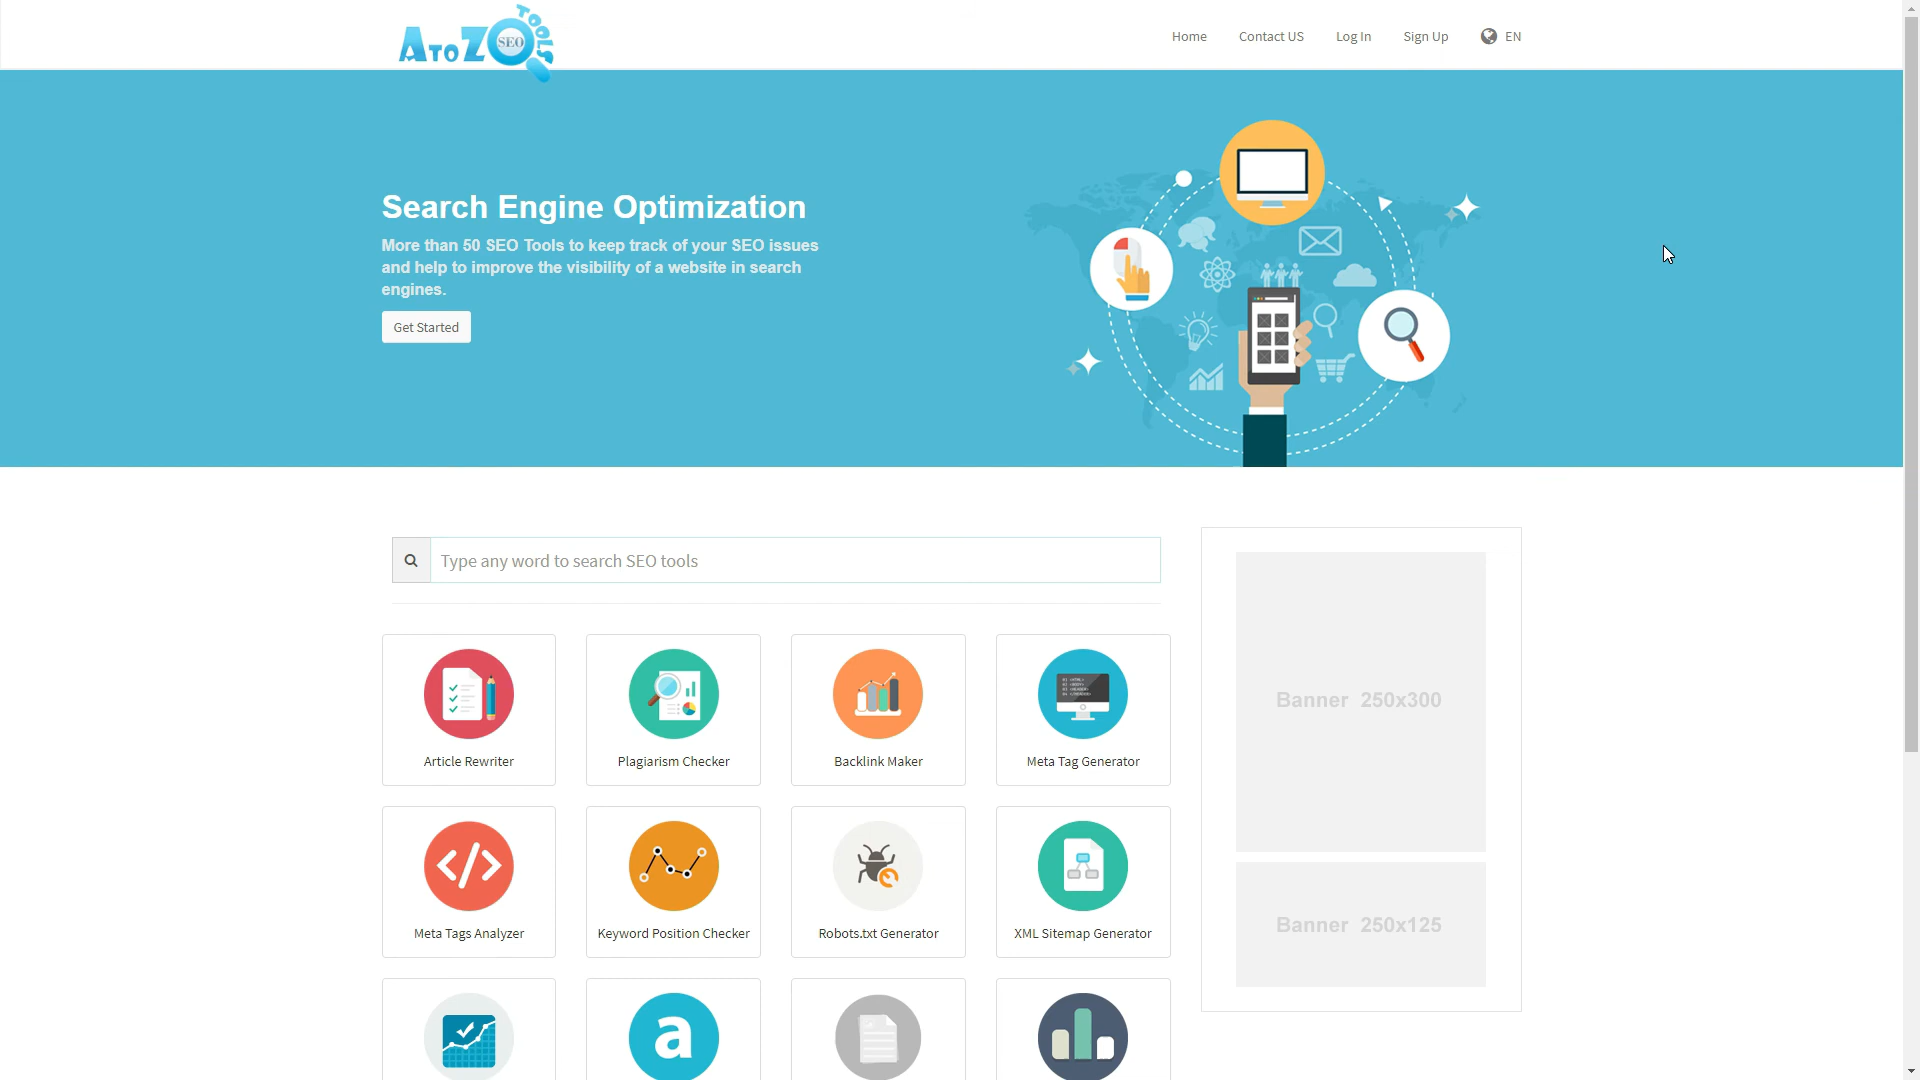 A TO Z SEO TOOLS
Home
Contact US
Log In
Sign Up
EN
Search Engine Optimization
More than 50 SEO Tools to keep track of your SEO issues
and help to improve the visibility of a website in search
engines.
Get Started
Type any word to search SEO tools
Banner 250x300
Article Rewriter
Plagiarism Checker
Backlink Maker
Meta Tag Generator
Banner 250x125
Meta Tags Analyzer
Keyword Position Checker
Robots.txt Generator
XML Sitemap Generator
a